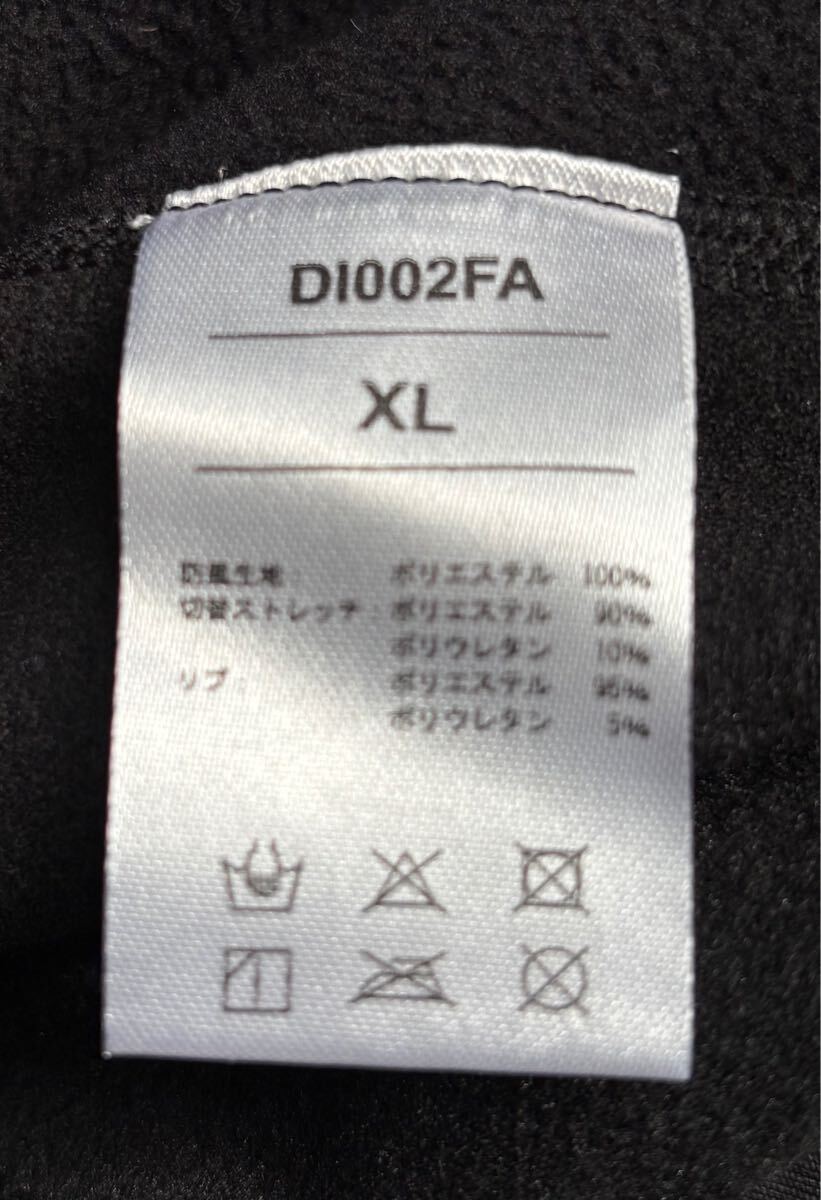 DI002FA
XL
防風生地: ポリエステル 100%
切替ストレッチ: ポリエステル 90%
ポリウレタン 10%
リブ: ポリエステル 95%
ポリウレタン 5%